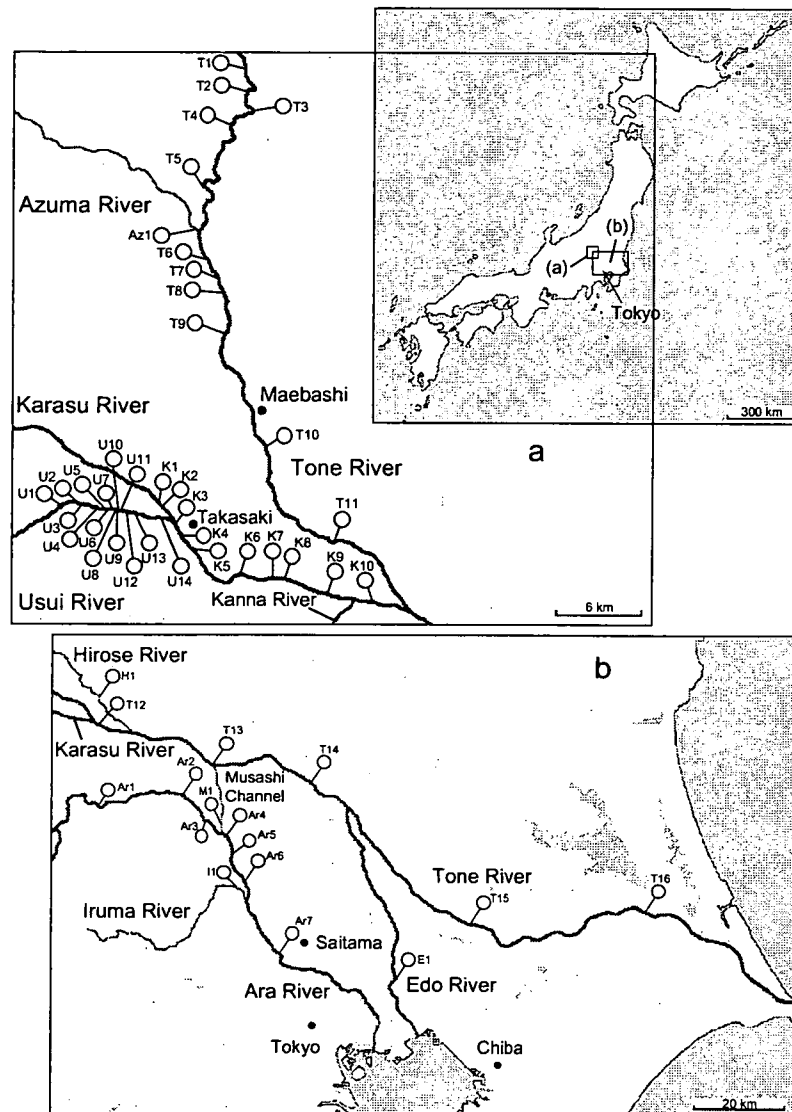 T1
T2
T3
T4
T5
Azuma River
Az1
T6
T7
T8
T9
Karasu River
Maebashi
T10
Tone River
U10
U11
K1
K2
U5
U7
U2
U1
K3
T11
Takasaki
U3
U4
U6
K4
K6
K7
K8
U8
U9
U13
K5
K9
K10
U12
U14
Usui River
Kanna River
6 km
a
(b)
(a)
Tokyo
300 km
b
Hirose River
H1
T12
Karasu River
T13
T14
Ar2
Musashi
Channel
Ar1
M1
Ar4
Ar3
Ar5
Ar6
I1
Tone River
T16
T15
Iruma River
Ar7
Saitama
E1
Ara River
Edo River
Tokyo
Chiba
20 km